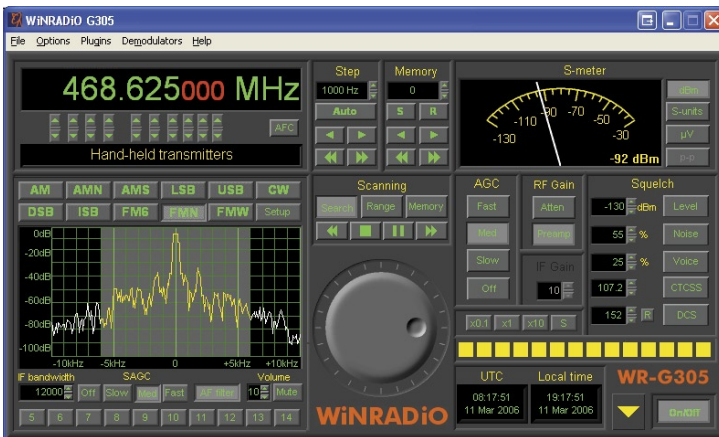 WiNRADiO G305
File Options Plugins Demodulators Help
468.625000 MHz
AFC
Hand-held transmitters
Step
1000 Hz
Auto
Memory
0
S R
S-meter
-130 -110 -90 -70 -50 -30
-92 dBm
dBm
S-units
µV
p-p
AM AMN AMS LSB USB CW
DSB ISB FM6 FMN FMW Setup
0dB
-20dB
-40dB
-60dB
-80dB
-100dB
-10kHz -5kHz 0 +5kHz +10kHz
IF bandwidth SAGC Volume
12000 Off Slow Med Fast AF filter 10 Mute
5 6 7 8 9 10 11 12 13 14
Scanning
Search Range Memory
WiNRADiO
AGC
Fast
Med
Slow
Off
RF Gain
Atten
Preamp
IF Gain
10
x0.1 x1 x10 S
Squelch
-130 dBm Level
55 % Noise
25 % Voice
107.2 CTCSS
152 R DCS
UTC
08:17:51
11 Mar 2006
Local time
19:17:51
11 Mar 2006
WR-G305
On/Off